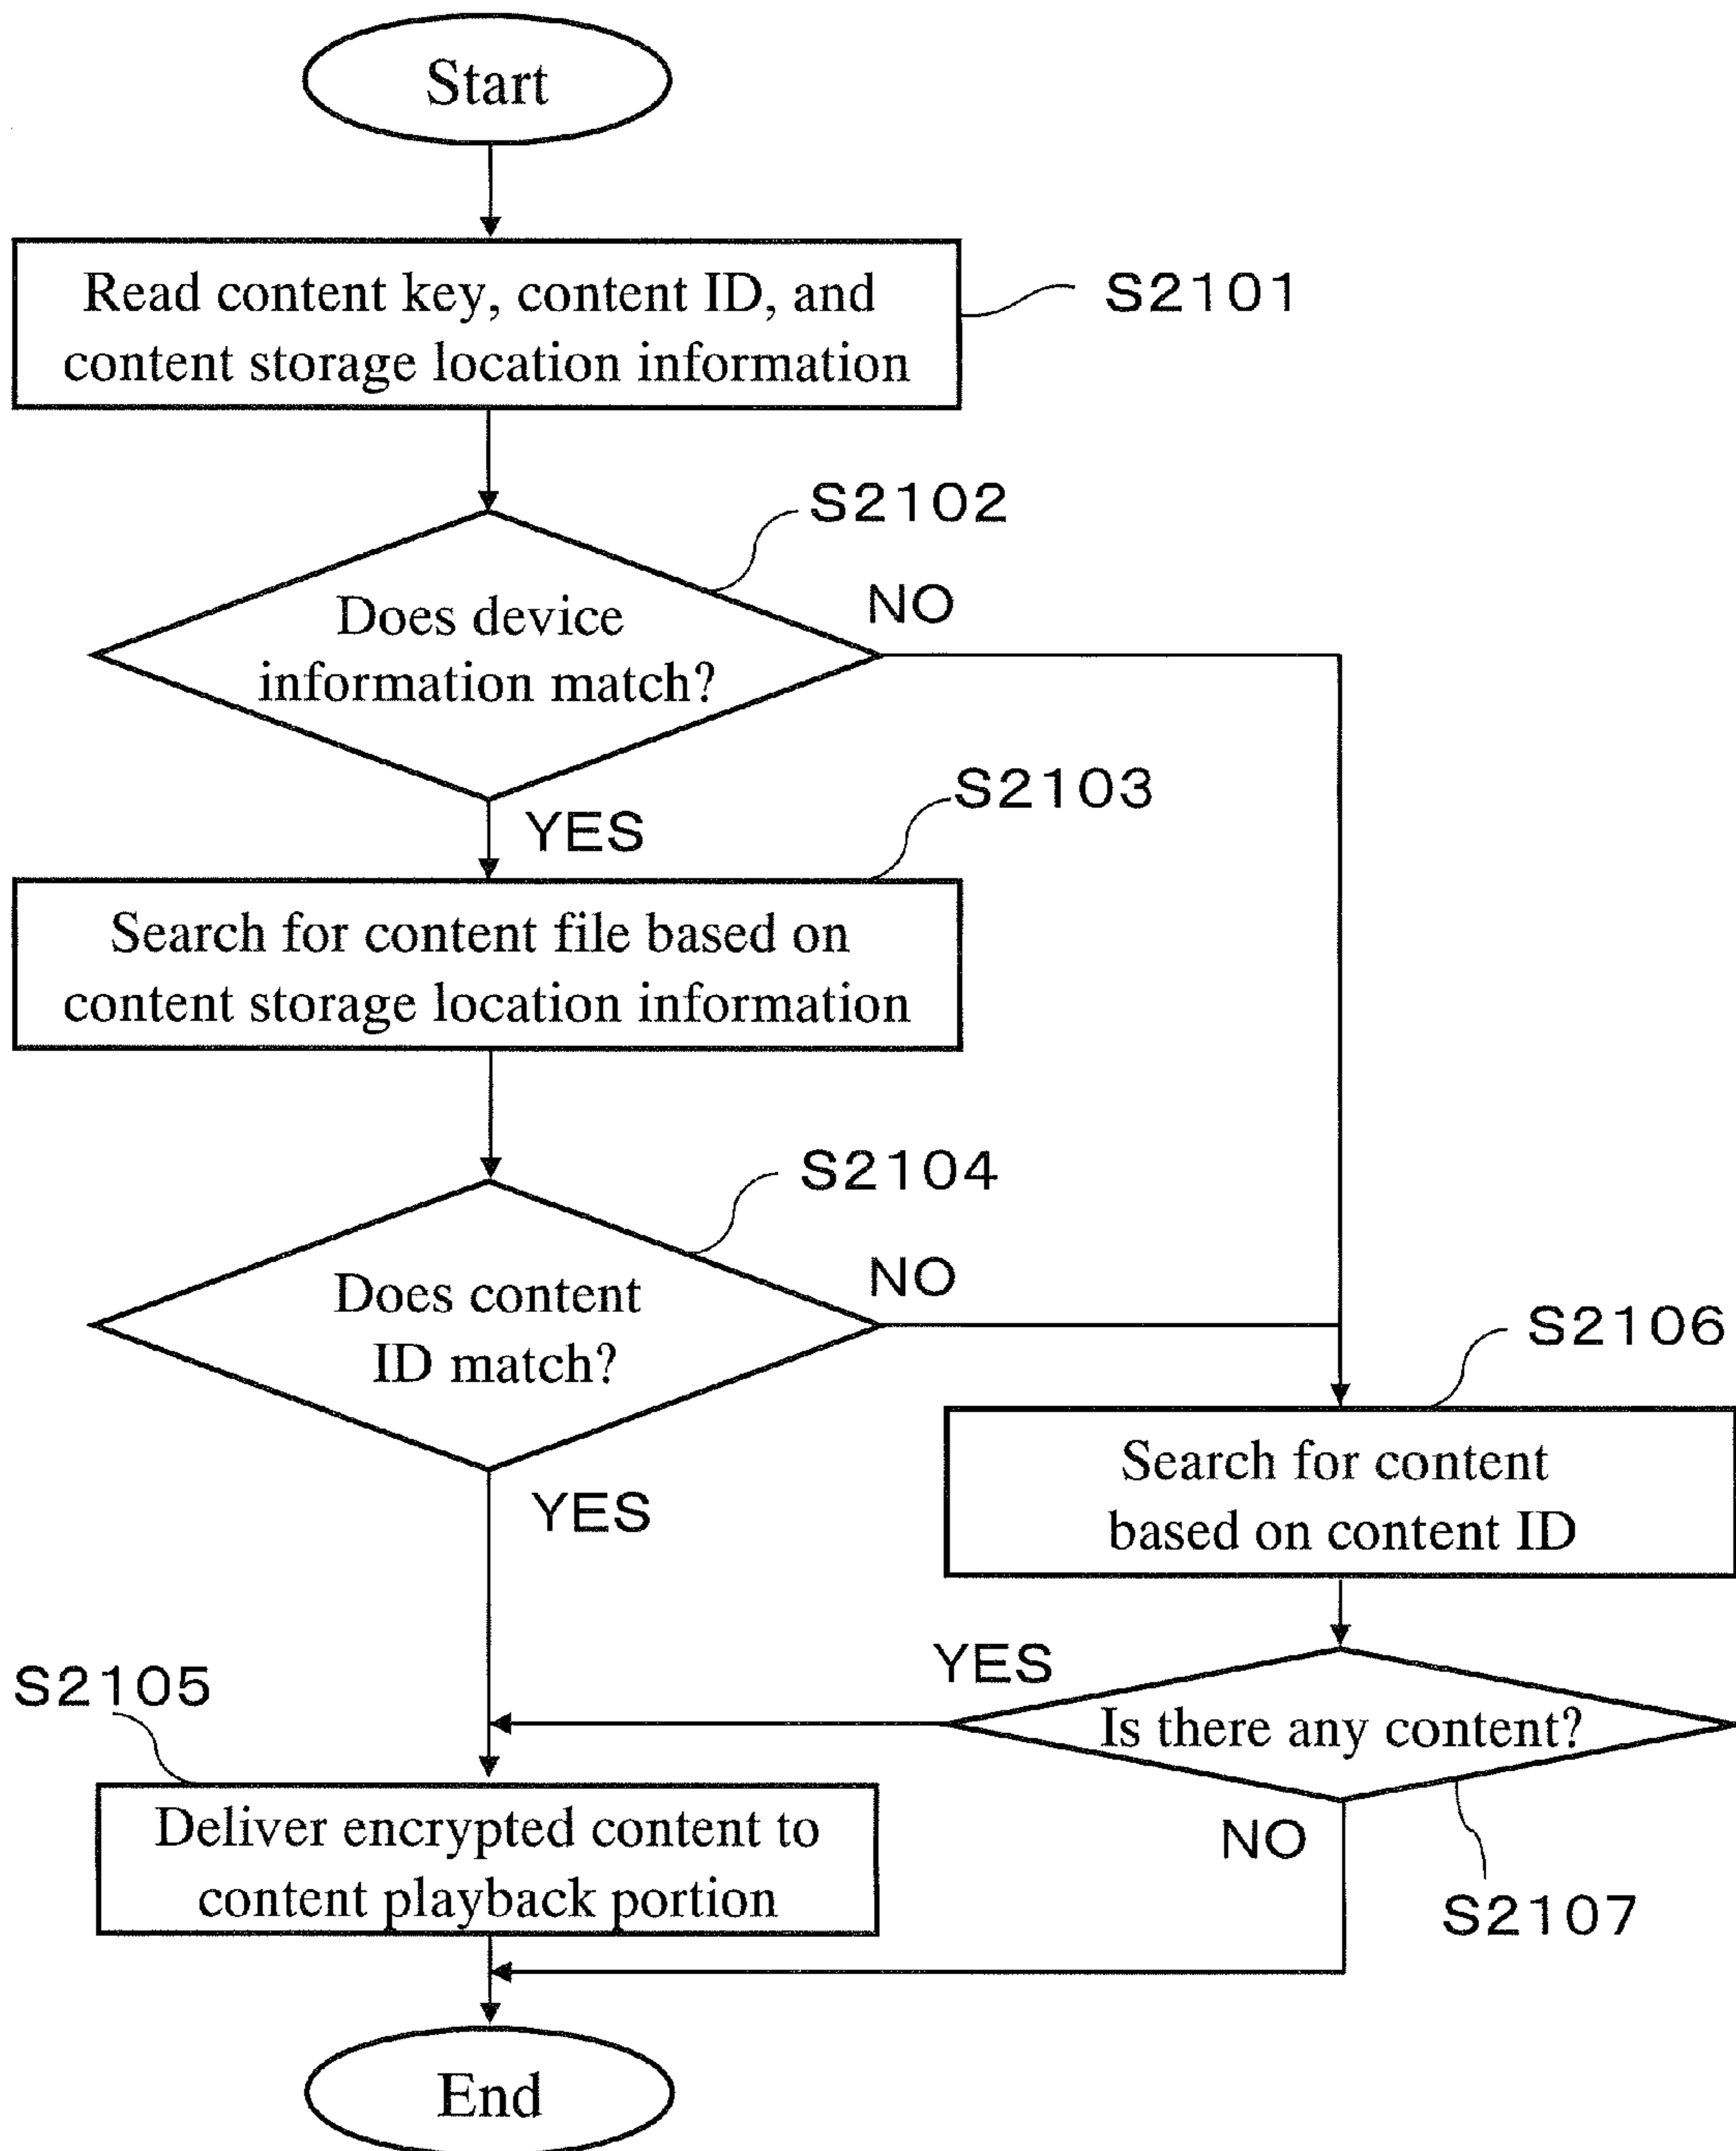 Start
Read content key, content ID, and
content storage location information
S2101
S2102
Does device
information match?
NO
YES
S2103
Search for content file based on
content storage location information
S2104
Does content
ID match?
NO
YES
S2106
Search for content
based on content ID
YES
Is there any content?
NO
S2107
S2105
Deliver encrypted content to
content playback portion
End